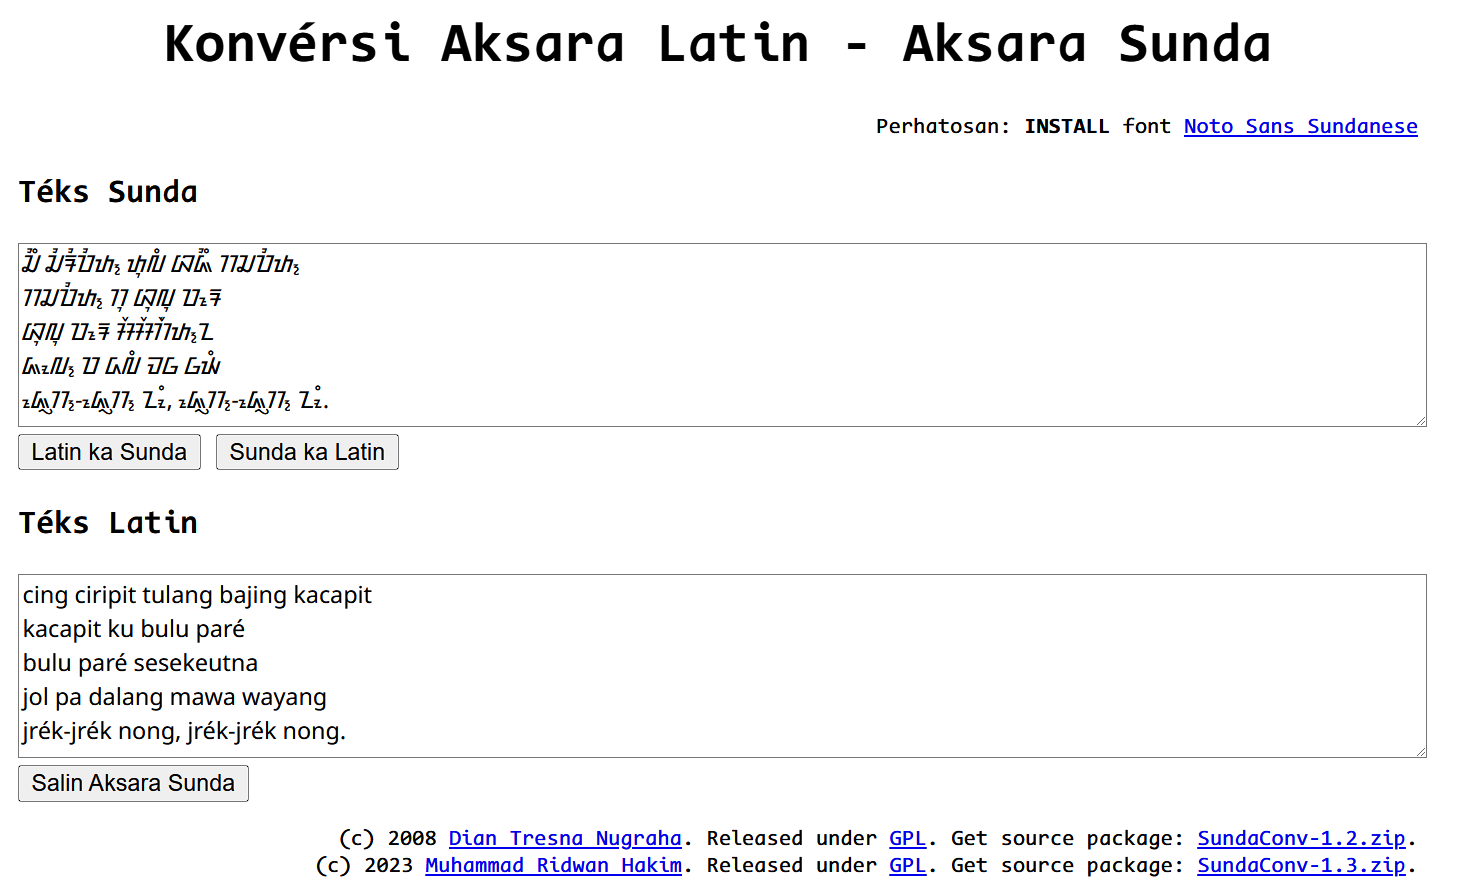 Konvérsi Aksara Latin - Aksara Sunda
Perhatosan: INSTALL font Noto Sans Sundanese
Téks Sunda
ᮎᮤᮀ ᮎᮤᮛᮤᮕᮤᮒ᮪ ᮒᮥᮜᮀ ᮘᮏᮤᮀ ᮊᮎᮕᮤᮒ᮪
ᮊᮎᮕᮤᮒ᮪ ᮊᮥ ᮘᮥᮜᮥ ᮕᮛᮦ
ᮘᮥᮜᮥ ᮕᮛᮦ ᮞᮨᮞᮨᮊᮩᮒ᮪ᮔ
ᮏᮧᮜ᮪ ᮕ ᮓᮜᮀ ᮙᮝ ᮝᮚᮀ
ᮏᮢᮦᮊ᮪-ᮏᮢᮦᮊ᮪ ᮔᮧᮀ, ᮏᮢᮦᮊ᮪-ᮏᮢᮦᮊ᮪ ᮔᮧᮀ.
Latin ka Sunda Sunda ka Latin
Téks Latin
cing ciripit tulang bajing kacapit
kacapit ku bulu paré
bulu paré sesekeutna
jol pa dalang mawa wayang
jrék-jrék nong, jrék-jrék nong.
Salin Aksara Sunda
(c) 2008 Dian Tresna Nugraha. Released under GPL. Get source package: SundaConv-1.2.zip.
(c) 2023 Muhammad Ridwan Hakim. Released under GPL. Get source package: SundaConv-1.3.zip.